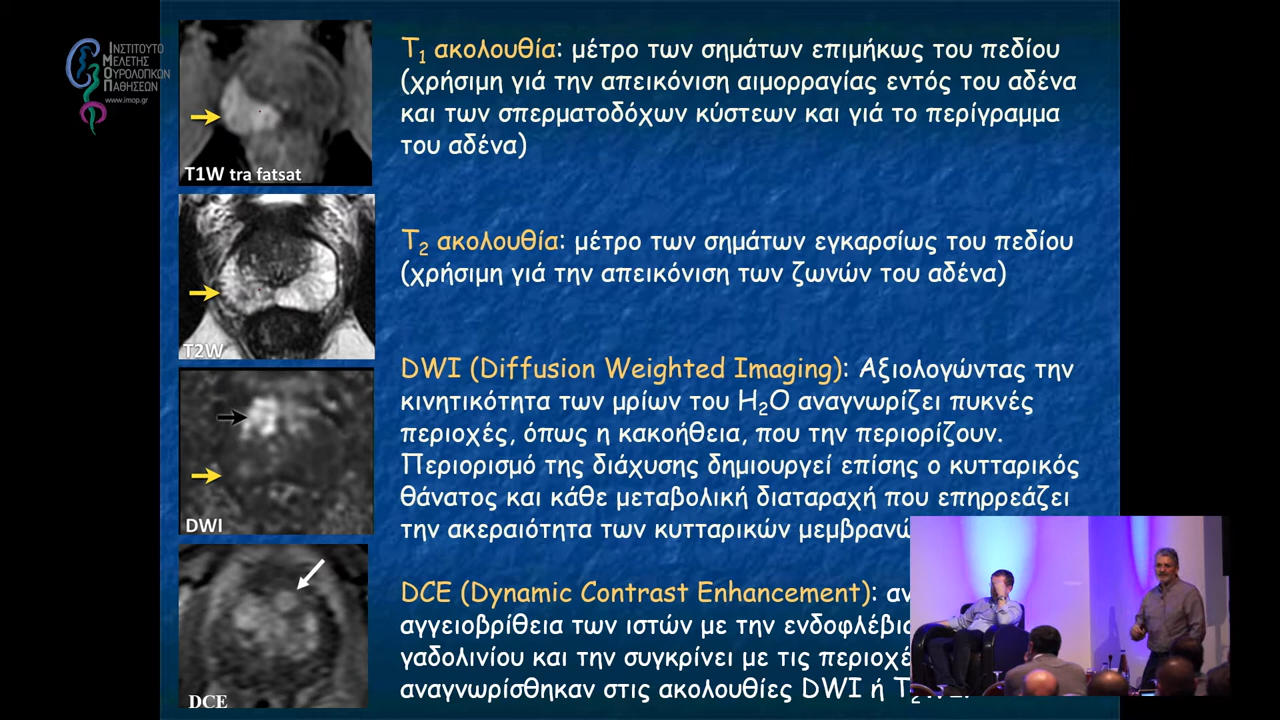 ΙΝΣΤΙΤΟΥΤΟ
ΜΕΛΕΤΗΣ
ΟΥΡΟΛΟΓΙΚΩΝ
ΠΑΘΗΣΕΩΝ
www.imop.gr
T1W tra fatsat
T₁ ακολουθία: μέτρο των σημάτων επιμήκως του πεδίου
(χρήσιμη γιά την απεικόνιση αιμορραγίας εντός του αδένα
και των σπερματοδόχων κύστεων και γιά το περίγραμμα
του αδένα)
T2W
T₂ ακολουθία: μέτρο των σημάτων εγκαρσίως του πεδίου
(χρήσιμη γιά την απεικόνιση των ζωνών του αδένα)
DWI
DWI (Diffusion Weighted Imaging): Αξιολογώντας την
κινητικότητα των μρίων του H₂O αναγνωρίζει πυκνές
περιοχές, όπως η κακοήθεια, που την περιορίζουν.
Περιορισμό της διάχυσης δημιουργεί επίσης ο κυτταρικός
θάνατος και κάθε μεταβολική διαταραχή που επηρρεάζει
την ακεραιότητα των κυτταρικών
DCE
DCE (Dynamic Contrast Enhancement):
αγγειοβρίθεια των ιστών με την
γαδολινίου και την συγκρίνει με τις
αναγνωρίσθηκαν στις ακολουθίες DWI ή